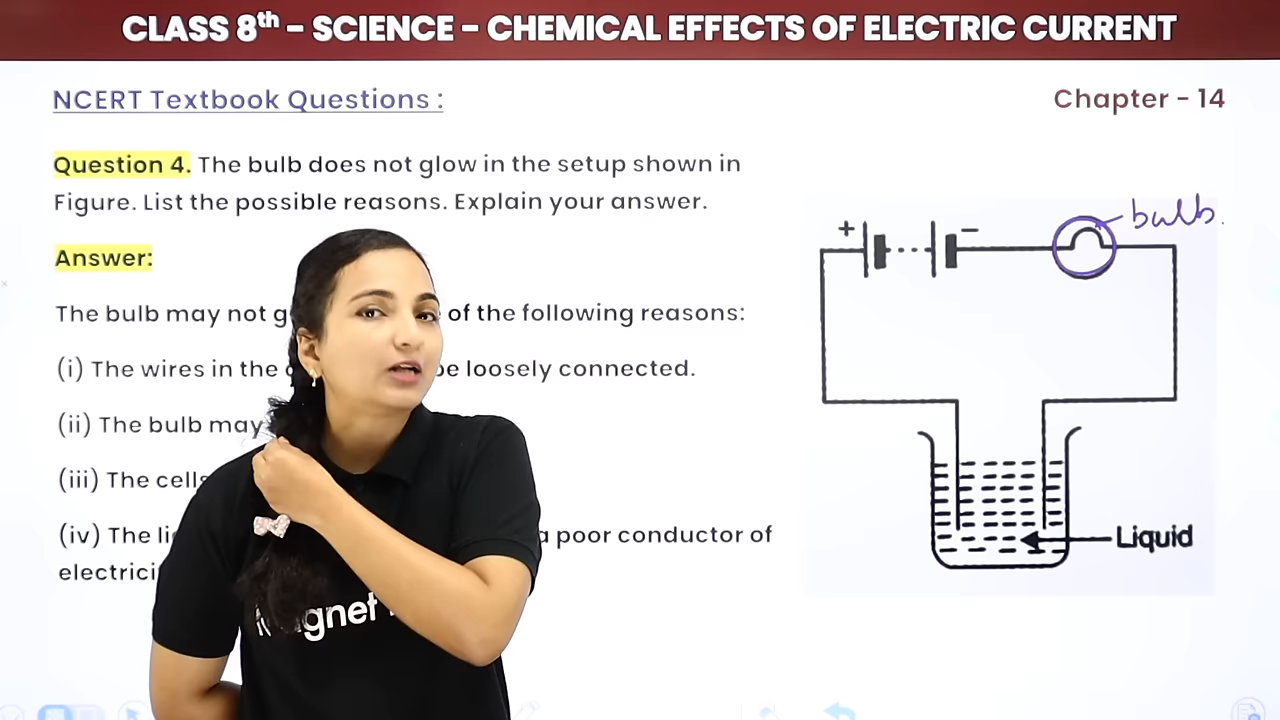 CLASS 8th - SCIENCE - CHEMICAL EFFECTS OF ELECTRIC CURRENT
NCERT Textbook Questions :
Chapter - 14
Question 4. The bulb does not glow in the setup shown in
Figure. List the possible reasons. Explain your answer.
Answer:
The bulb may not of the following reasons:
(i) The wires in the be loosely connected.
(ii) The bulb may
(iii) The cells
(iv) The a poor conductor of
+
−
bulb.
Liquid